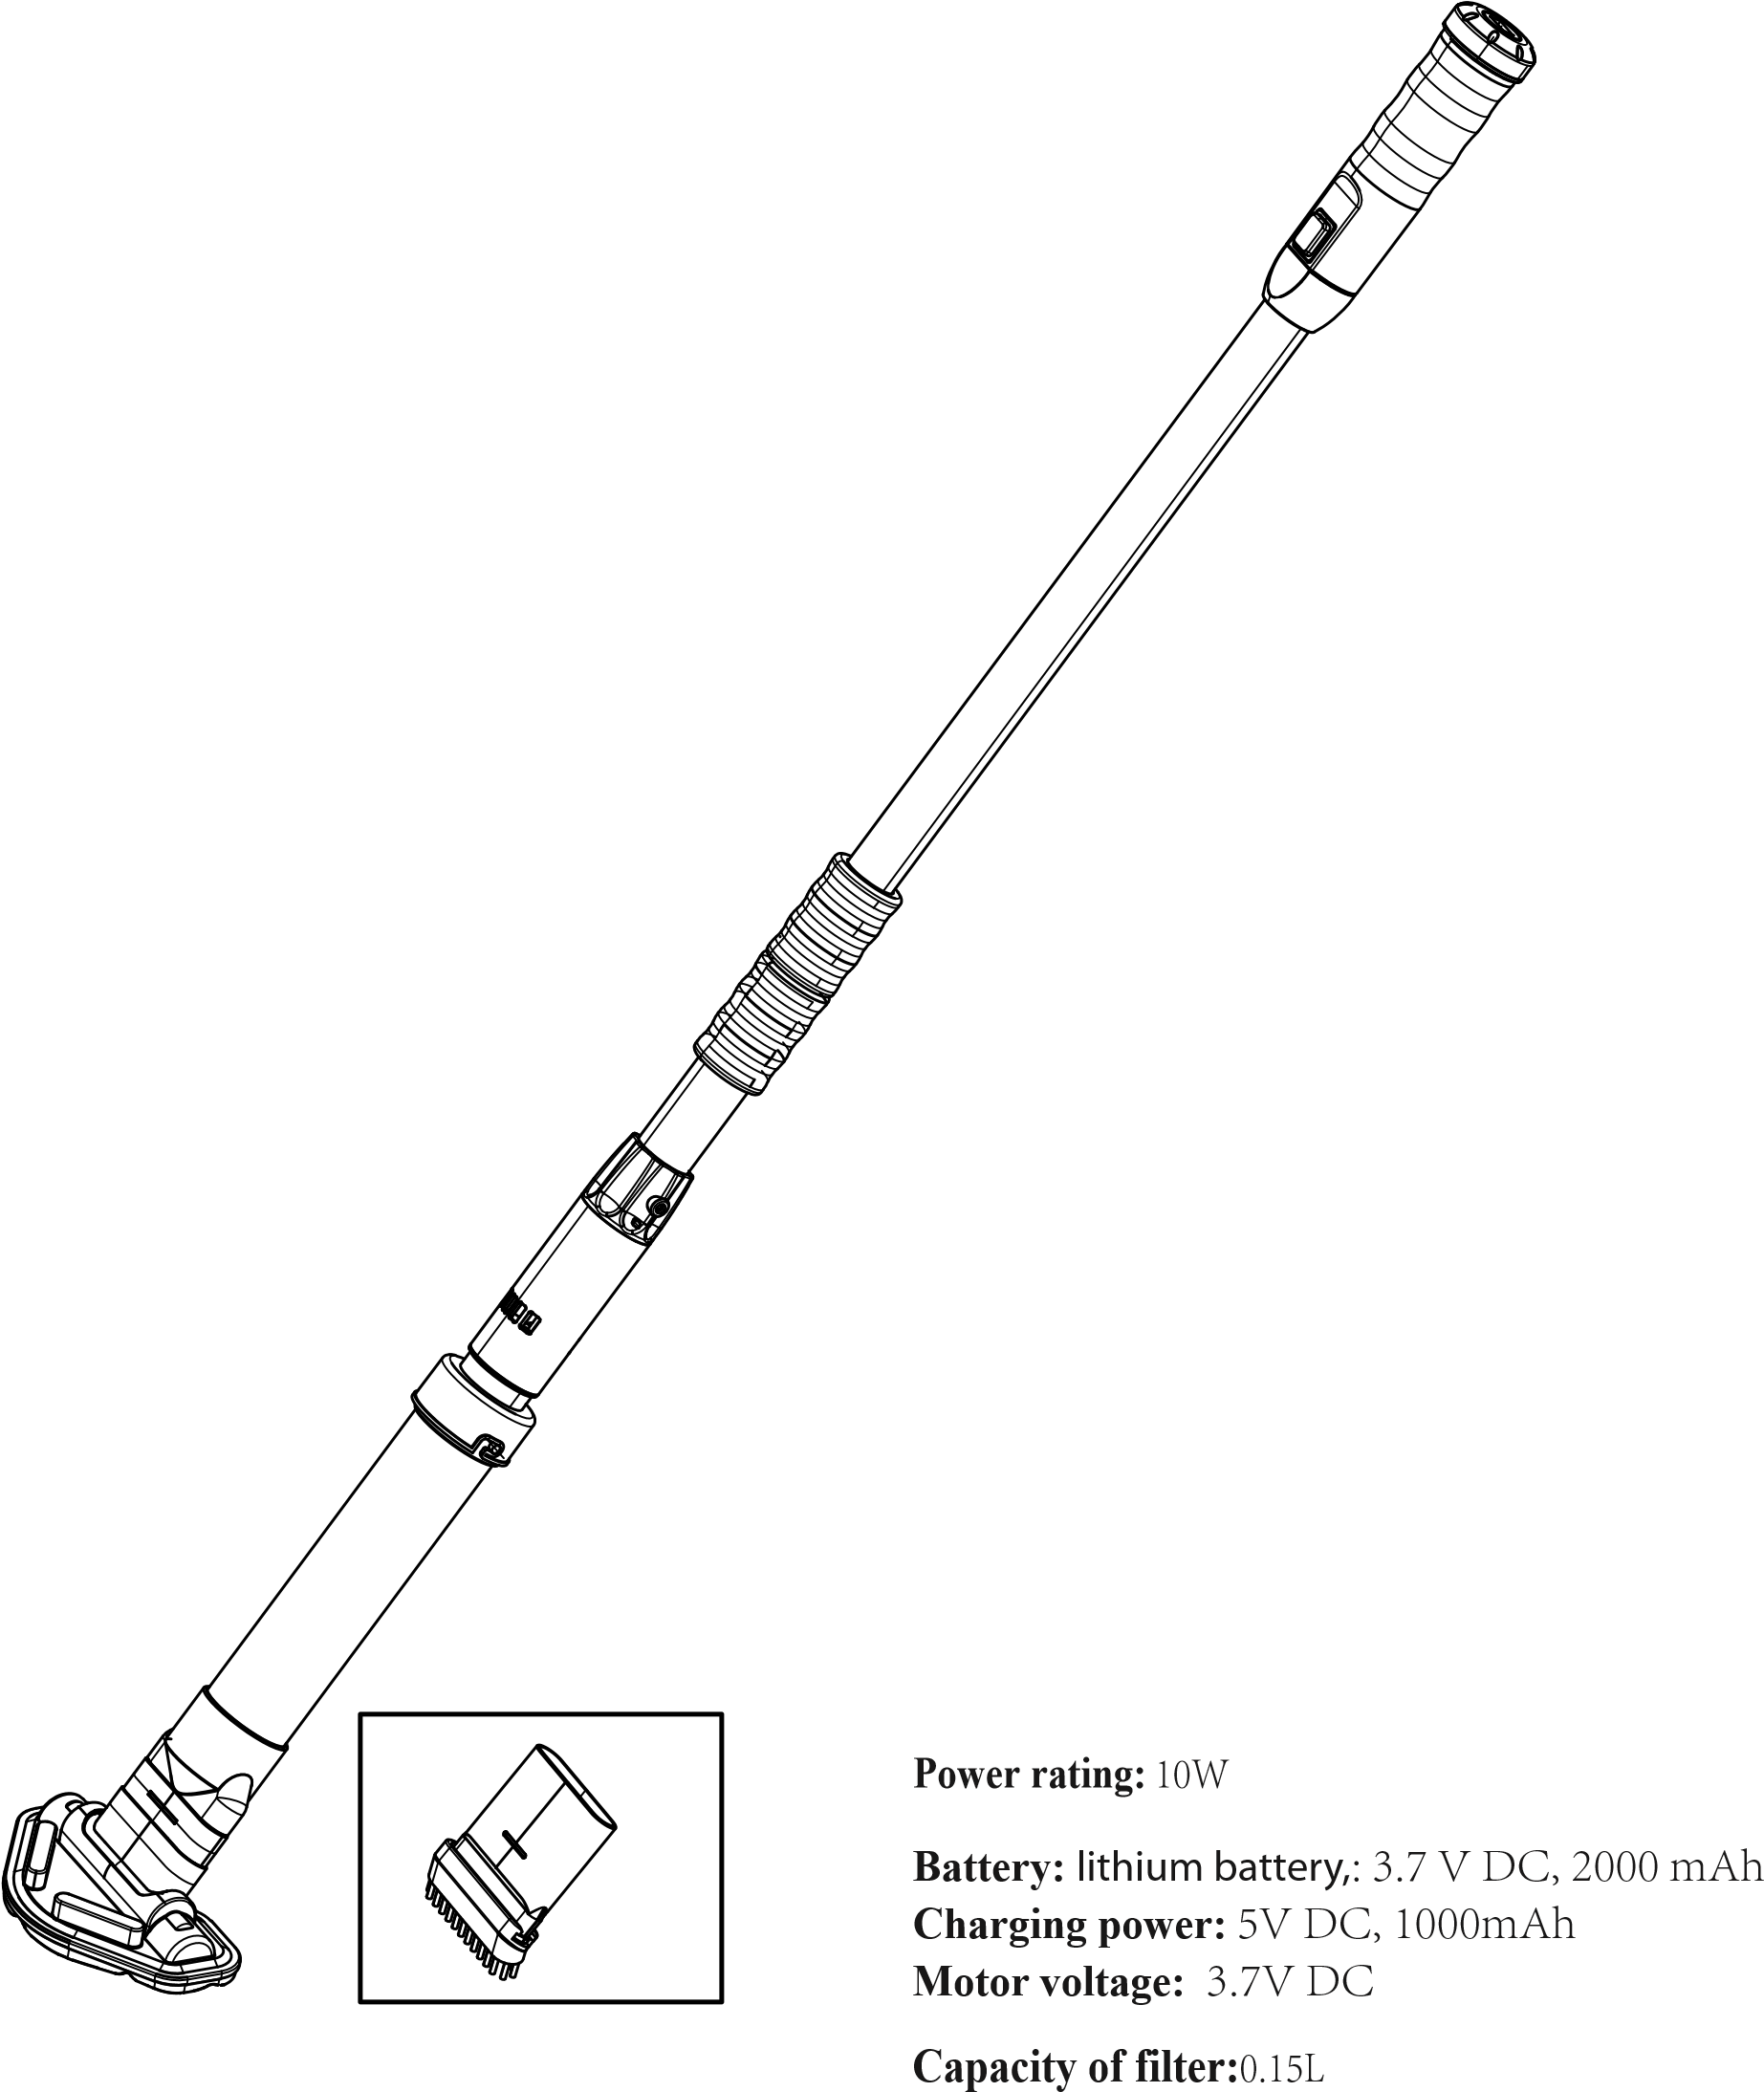 Power rating: 10W
Battery: lithium battery,: 3.7 V DC, 2000 mAh
Charging power: 5V DC, 1000mAh
Motor voltage: 3.7V DC
Capacity of filter:0.15L